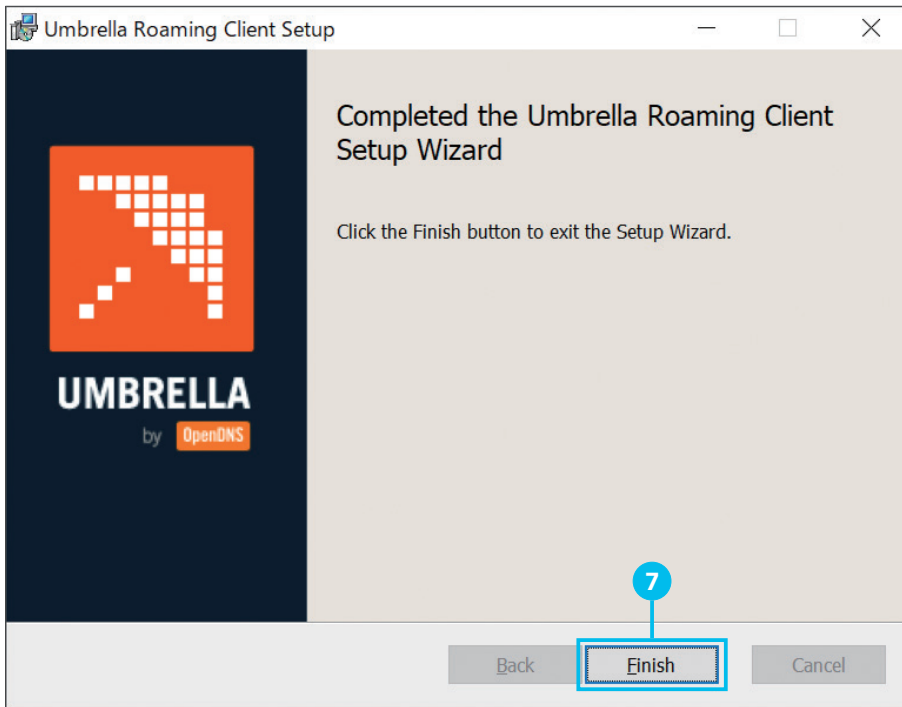 Umbrella Roaming Client Setup
Completed the Umbrella Roaming Client
Setup Wizard
Click the Finish button to exit the Setup Wizard.
UMBRELLA
by OpenDNS
7
Back Finish Cancel